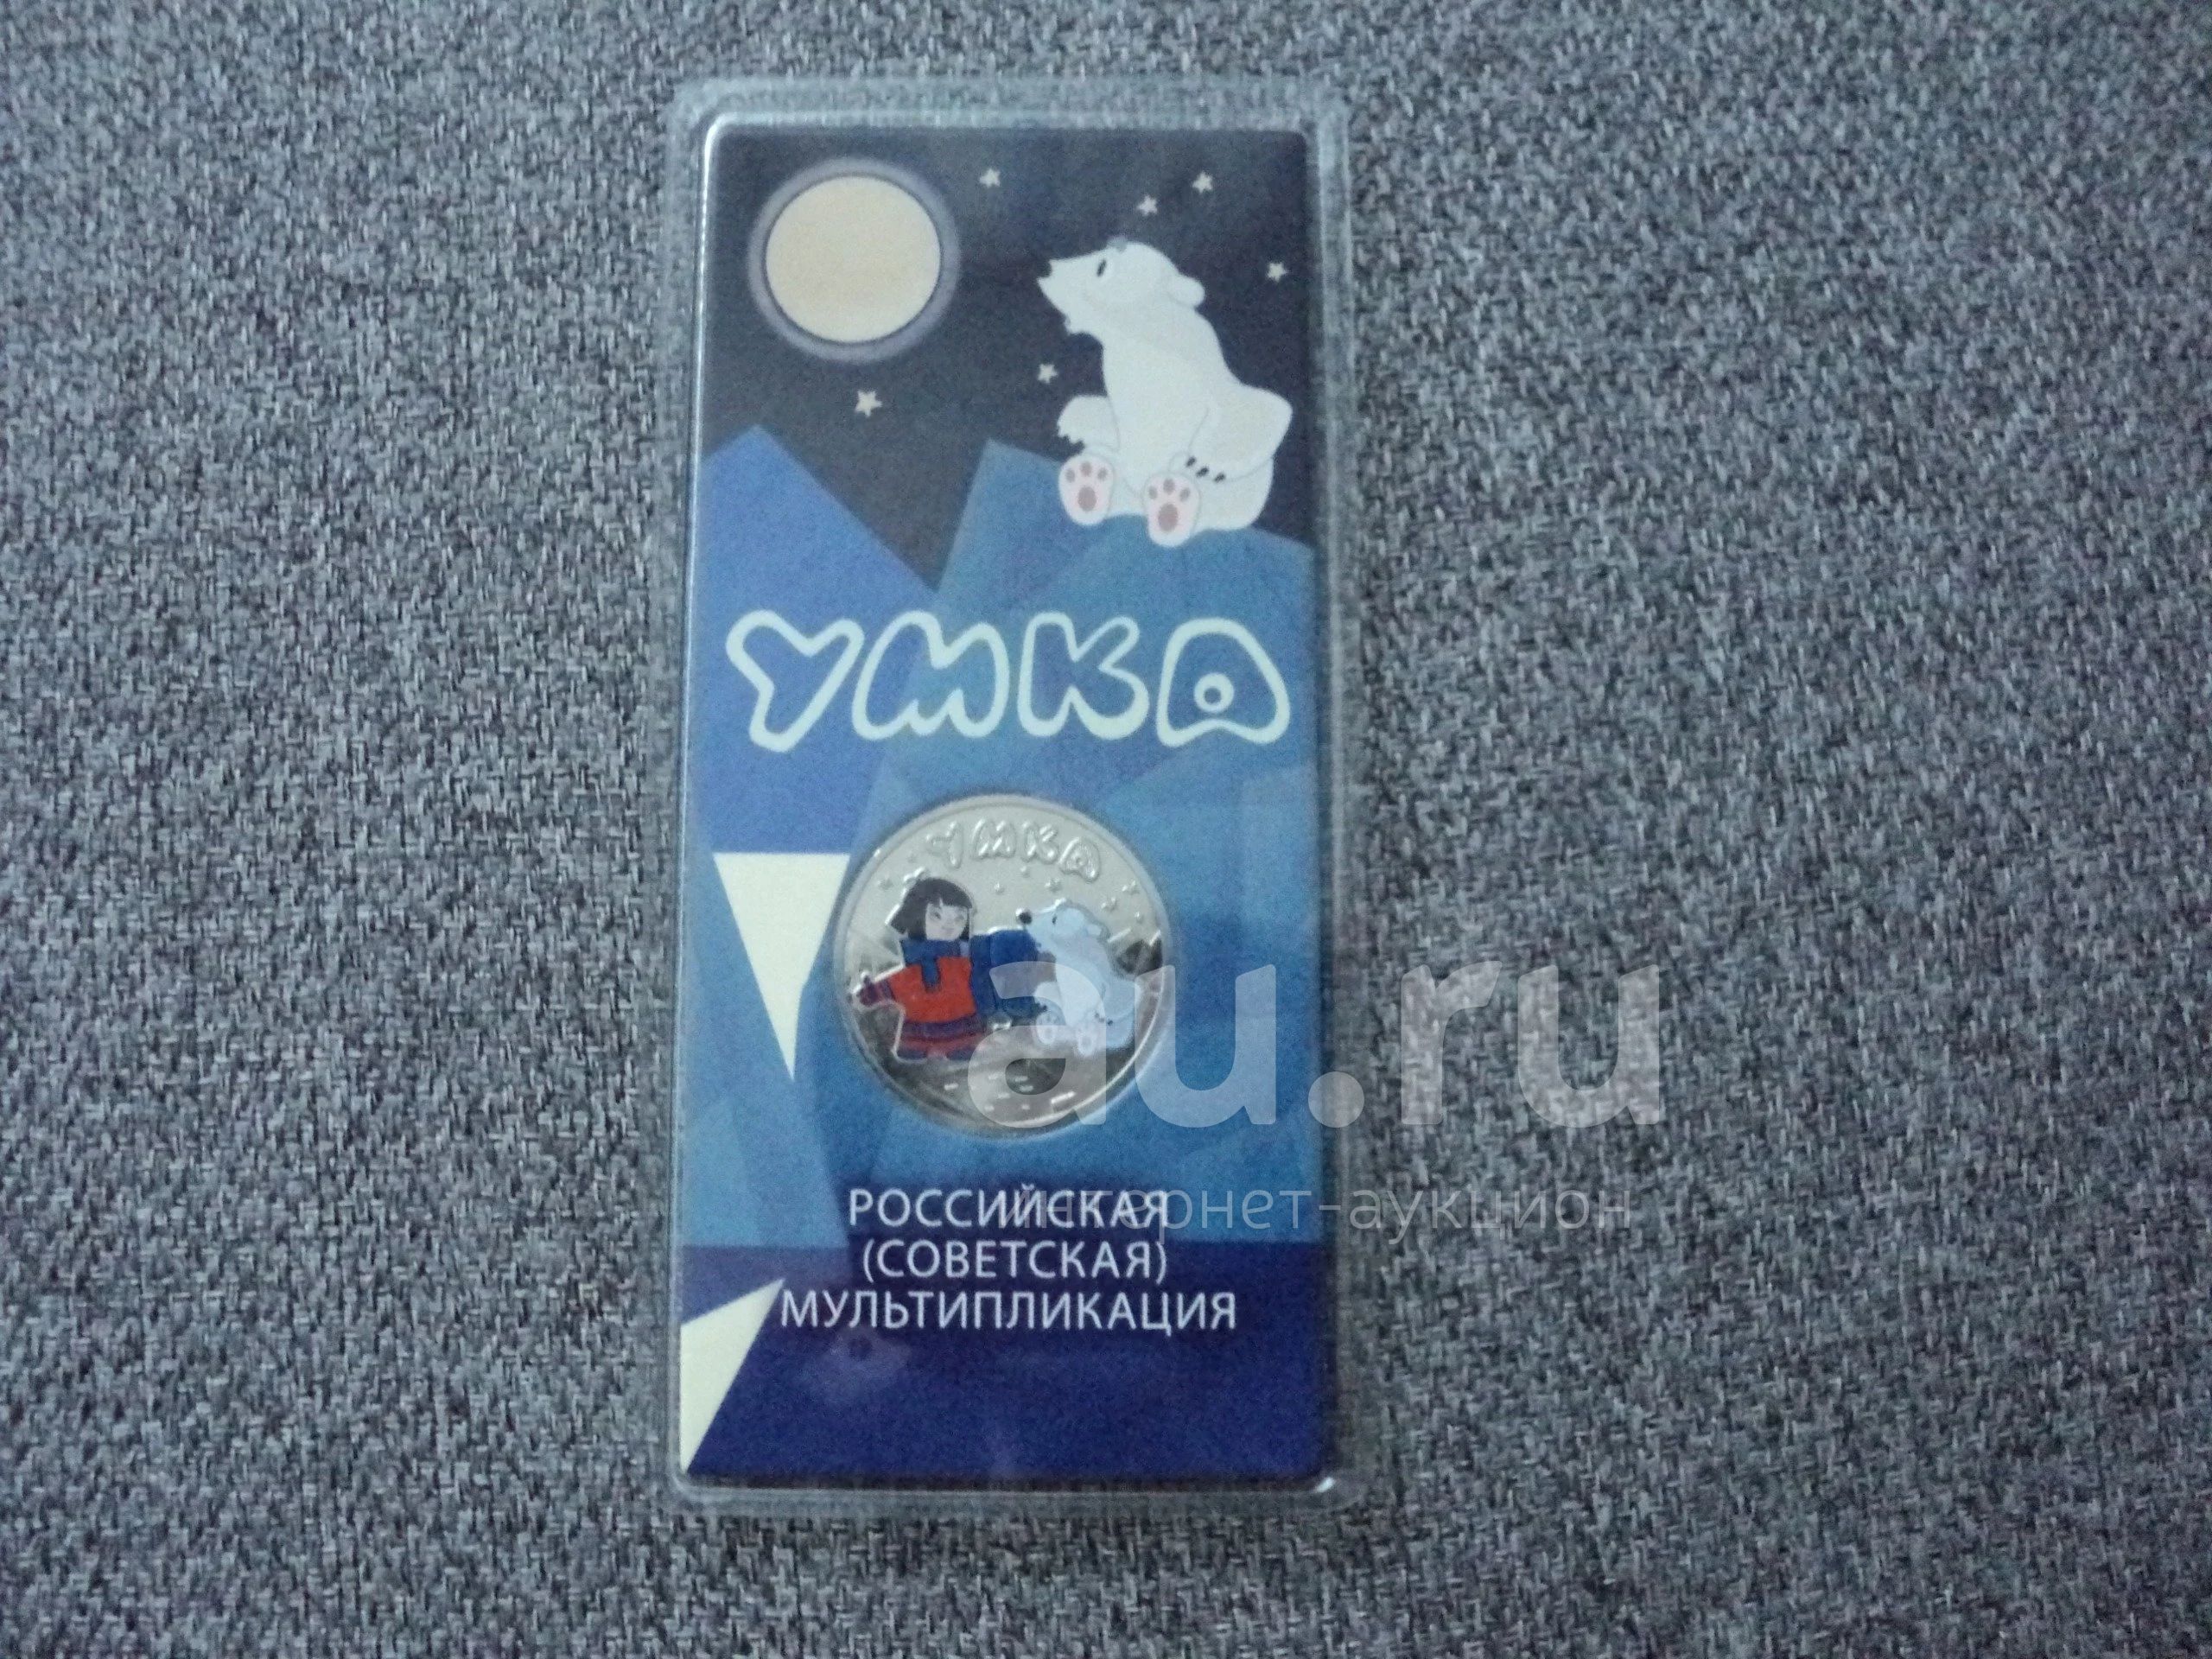 УМКА
УМКА
au.ru
интернет-аукцион
РОССИЙСКАЯ
(СОВЕТСКАЯ)
МУЛЬТИПЛИКАЦИЯ